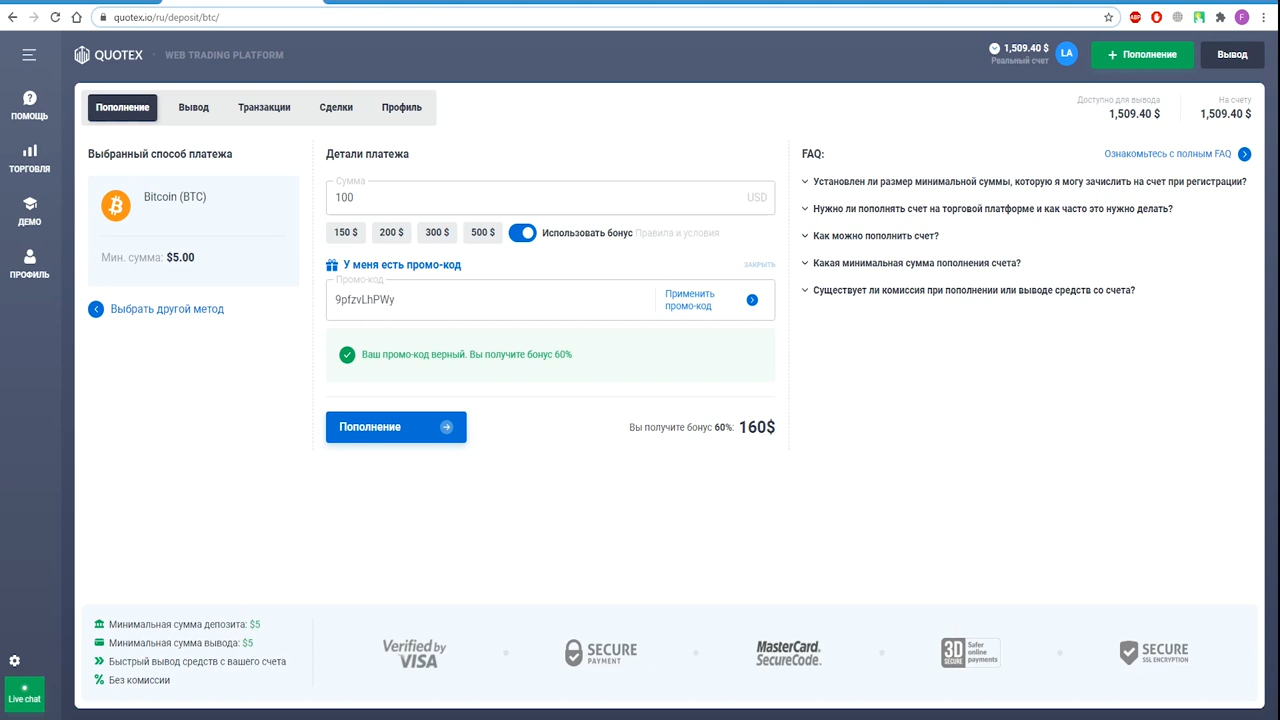 quotex.io/ru/deposit/btc/
ABP
F
QUOTEX
WEB TRADING PLATFORM
1,509.40 $
Реальный счет
LA
+ Пополнение
Вывод
ПОМОЩЬ
ТОРГОВЛЯ
ДЕМО
ПРОФИЛЬ
Пополнение
Вывод
Транзакции
Сделки
Профиль
Доступно для вывода
1,509.40 $
На счету
1,509.40 $
Выбранный способ платежа
Bitcoin (BTC)
Мин. сумма: $5.00
Выбрать другой метод
Детали платежа
Сумма
100
USD
150 $
200 $
300 $
500 $
Использовать бонус Правила и условия
У меня есть промо-код
ЗАКРЫТЬ
Промо-код
9pfzvLhPWy
Применить
промо-код
Ваш промо-код верный. Вы получите бонус 60%
Пополнение
Вы получите бонус 60%: 160$
FAQ:
Ознакомьтесь с полным FAQ
Установлен ли размер минимальной суммы, которую я могу зачислить на счет при регистрации?
Нужно ли пополнять счет на торговой платформе и как часто это нужно делать?
Как можно пополнить счет?
Какая минимальная сумма пополнения счета?
Существует ли комиссия при пополнении или выводе средств со счета?
Минимальная сумма депозита: $5
Минимальная сумма вывода: $5
Быстрый вывод средств с вашего счета
Без комиссии
Verified by
VISA
SECURE
PAYMENT
MasterCard.
SecureCode.
3D
SECURE
Safer
online
payments
SECURE
SSL ENCRYPTION
Live chat